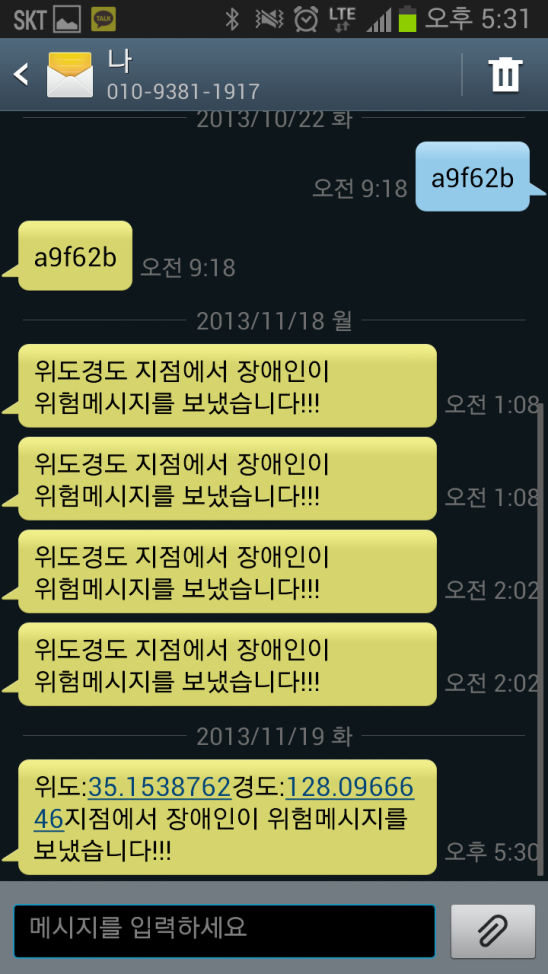 SKT TALK LTE 오후 5:31
나
010-9381-1917
2013/10/22 화
오전 9:18 a9f62b
a9f62b 오전 9:18
2013/11/18 월
위도경도 지점에서 장애인이
위험메시지를 보냈습니다!!! 오전 1:08
위도경도 지점에서 장애인이
위험메시지를 보냈습니다!!! 오전 1:08
위도경도 지점에서 장애인이
위험메시지를 보냈습니다!!! 오전 2:02
위도경도 지점에서 장애인이
위험메시지를 보냈습니다!!! 오전 2:02
2013/11/19 화
위도:35.1538762경도:128.09666
46지점에서 장애인이 위험메시지를
보냈습니다!!! 오후 5:30
메시지를 입력하세요